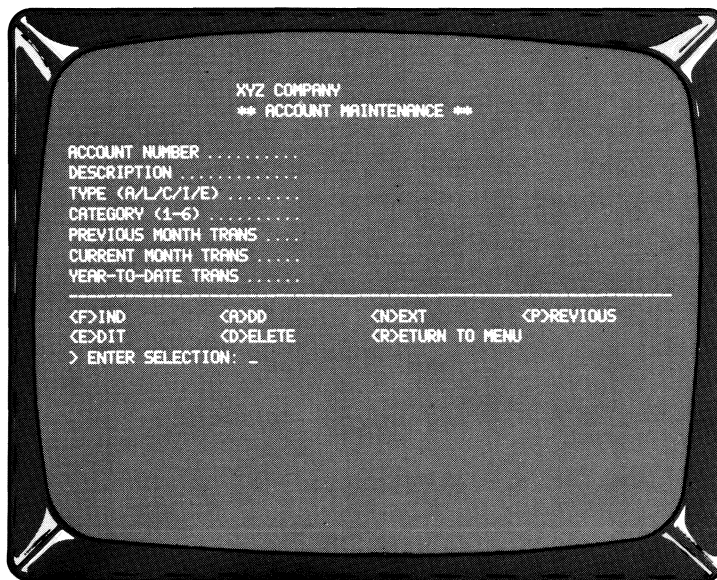 XYZ COMPANY
** ACCOUNT MAINTENANCE **
ACCOUNT NUMBER ..........
DESCRIPTION .............
TYPE (A/L/C/I/E) ........
CATEGORY (1-6) ..........
PREVIOUS MONTH TRANS ....
CURRENT MONTH TRANS .....
YEAR-TO-DATE TRANS ......
<F>IND <A>DD <N>EXT <P>REVIOUS
<E>DIT <D>ELETE <R>ETURN TO MENU
> ENTER SELECTION: _